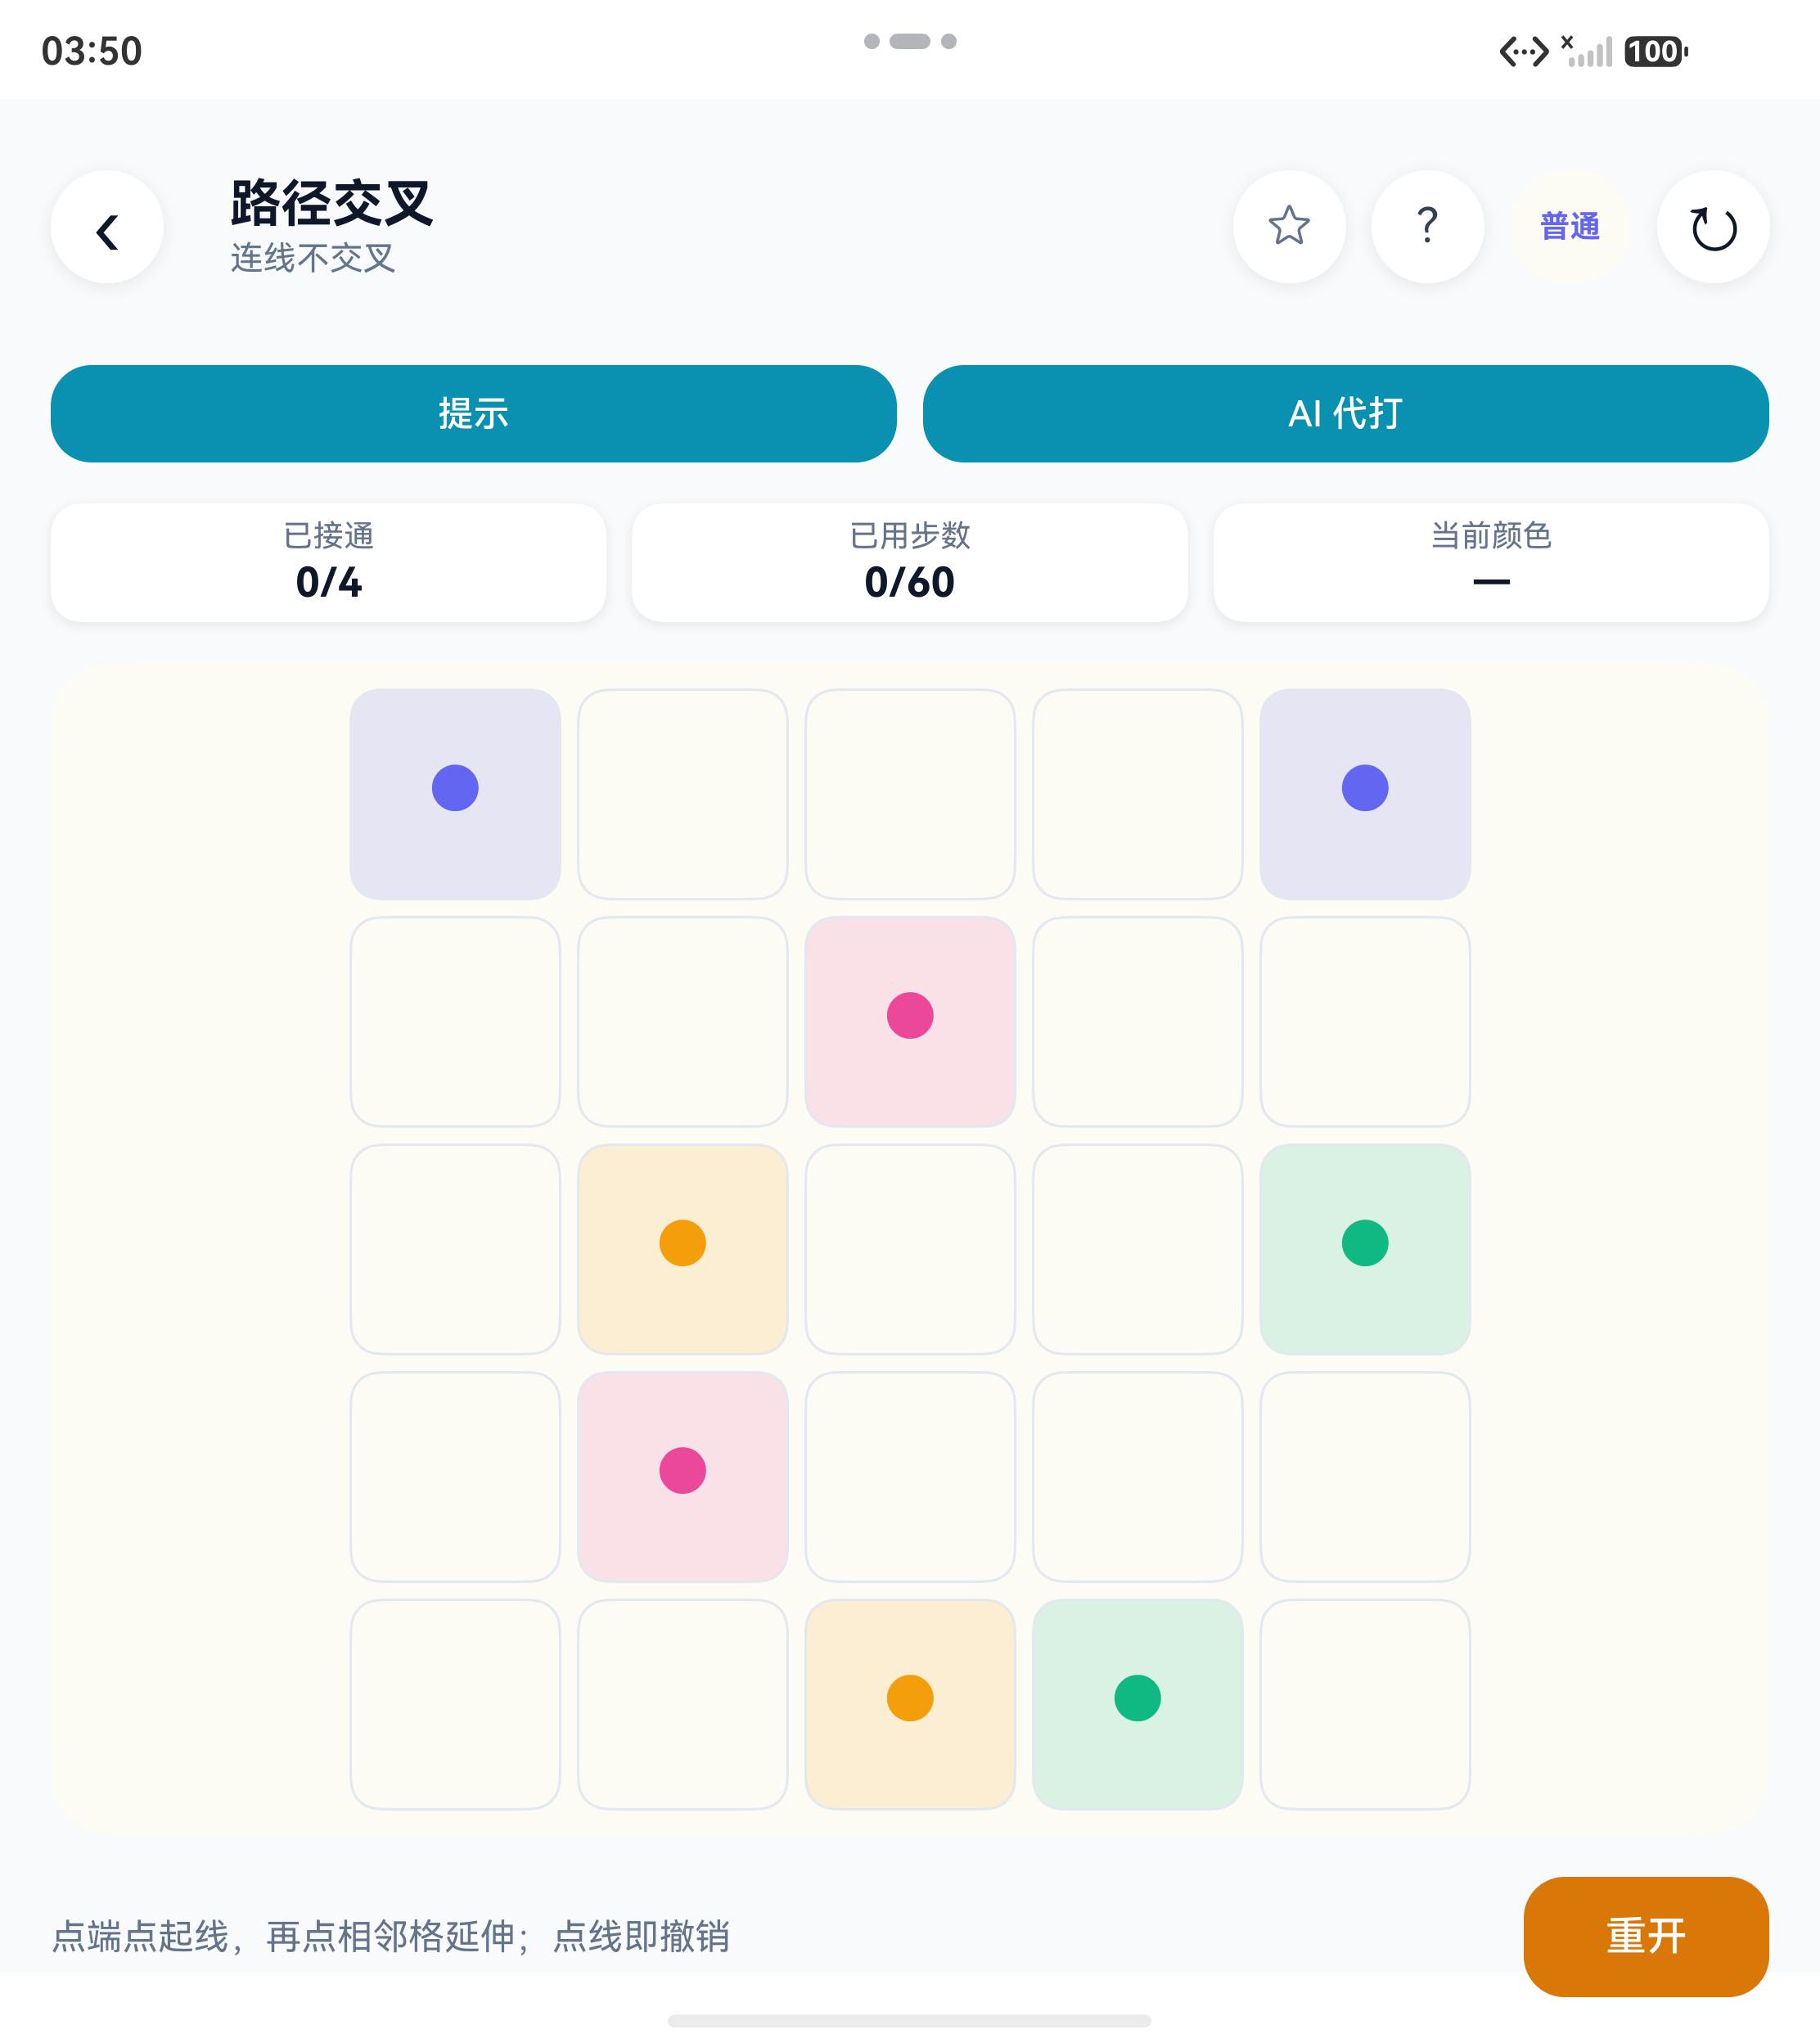 03:50
100
路径交叉
连线不交叉
?
普通
提示
AI 代打
已接通
0/4
已用步数
0/60
当前颜色
—
点端点起线，再点相邻格延伸；点线即撤销
重开